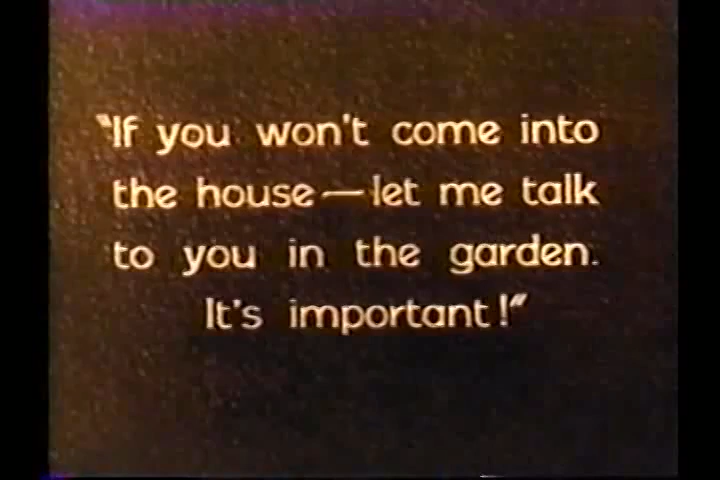 "If you won't come into
the house—let me talk
to you in the garden.
It's important!"